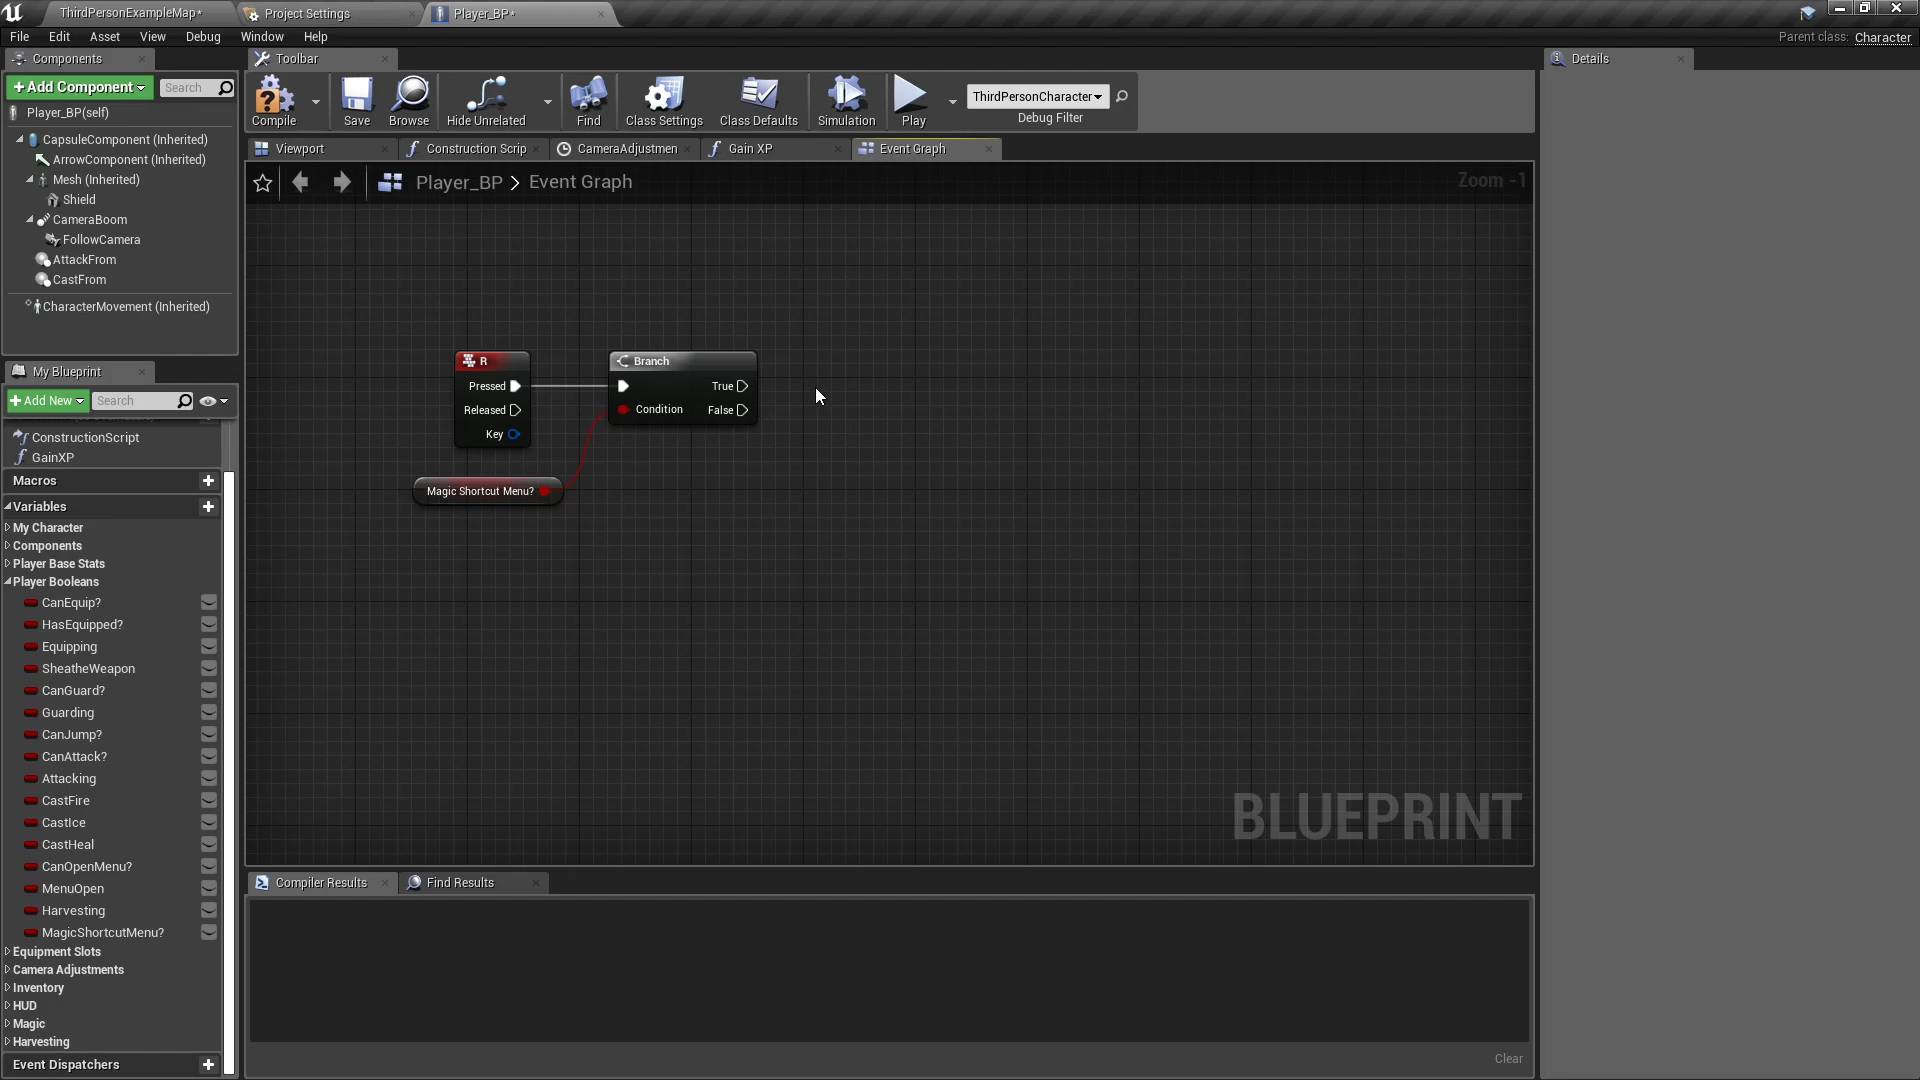 ThirdPersonExampleMap*
Project Settings
Player_BP*
File Edit Asset View Debug Window Help
Parent class: Character
Components
Toolbar
Details
+Add Component
Search
Player_BP(self)
CapsuleComponent (Inherited)
ArrowComponent (Inherited)
Mesh (Inherited)
Shield
CameraBoom
FollowCamera
AttackFrom
CastFrom
CharacterMovement (Inherited)
Compile
Save
Browse
Hide Unrelated
Find
Class Settings
Class Defaults
Simulation
Play
ThirdPersonCharacter
Debug Filter
Viewport
Construction Scrip
CameraAdjustmen
Gain XP
Event Graph
Player_BP > Event Graph
Zoom -1
R
Pressed
Released
Key
Branch
True
Condition
False
Magic Shortcut Menu?
BLUEPRINT
My Blueprint
+Add New
Search
ConstructionScript
GainXP
Macros
Variables
My Character
Components
Player Base Stats
Player Booleans
CanEquip?
HasEquipped?
Equipping
SheatheWeapon
CanGuard?
Guarding
CanJump?
CanAttack?
Attacking
CastFire
CastIce
CastHeal
CanOpenMenu?
MenuOpen
Harvesting
MagicShortcutMenu?
Equipment Slots
Camera Adjustments
Inventory
HUD
Magic
Harvesting
Event Dispatchers
Compiler Results
Find Results
Clear